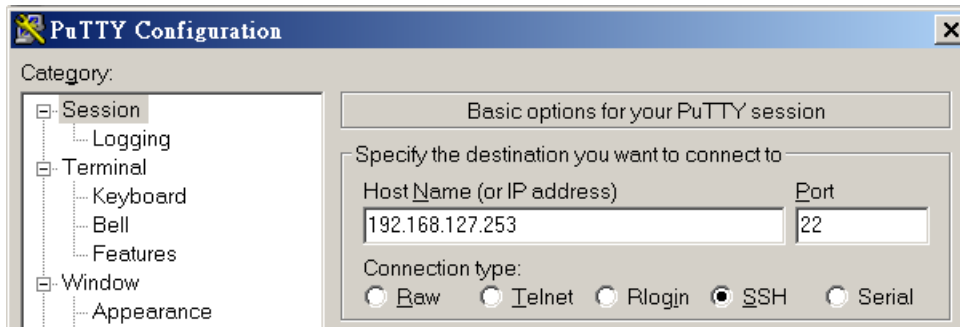 PuTTY Configuration
Category:
Session
Logging
Terminal
Keyboard
Bell
Features
Window
Appearance
Basic options for your PuTTY session
Specify the destination you want to connect to
Host Name (or IP address) Port
192.168.127.253 22
Connection type:
Raw Telnet Rlogin SSH Serial